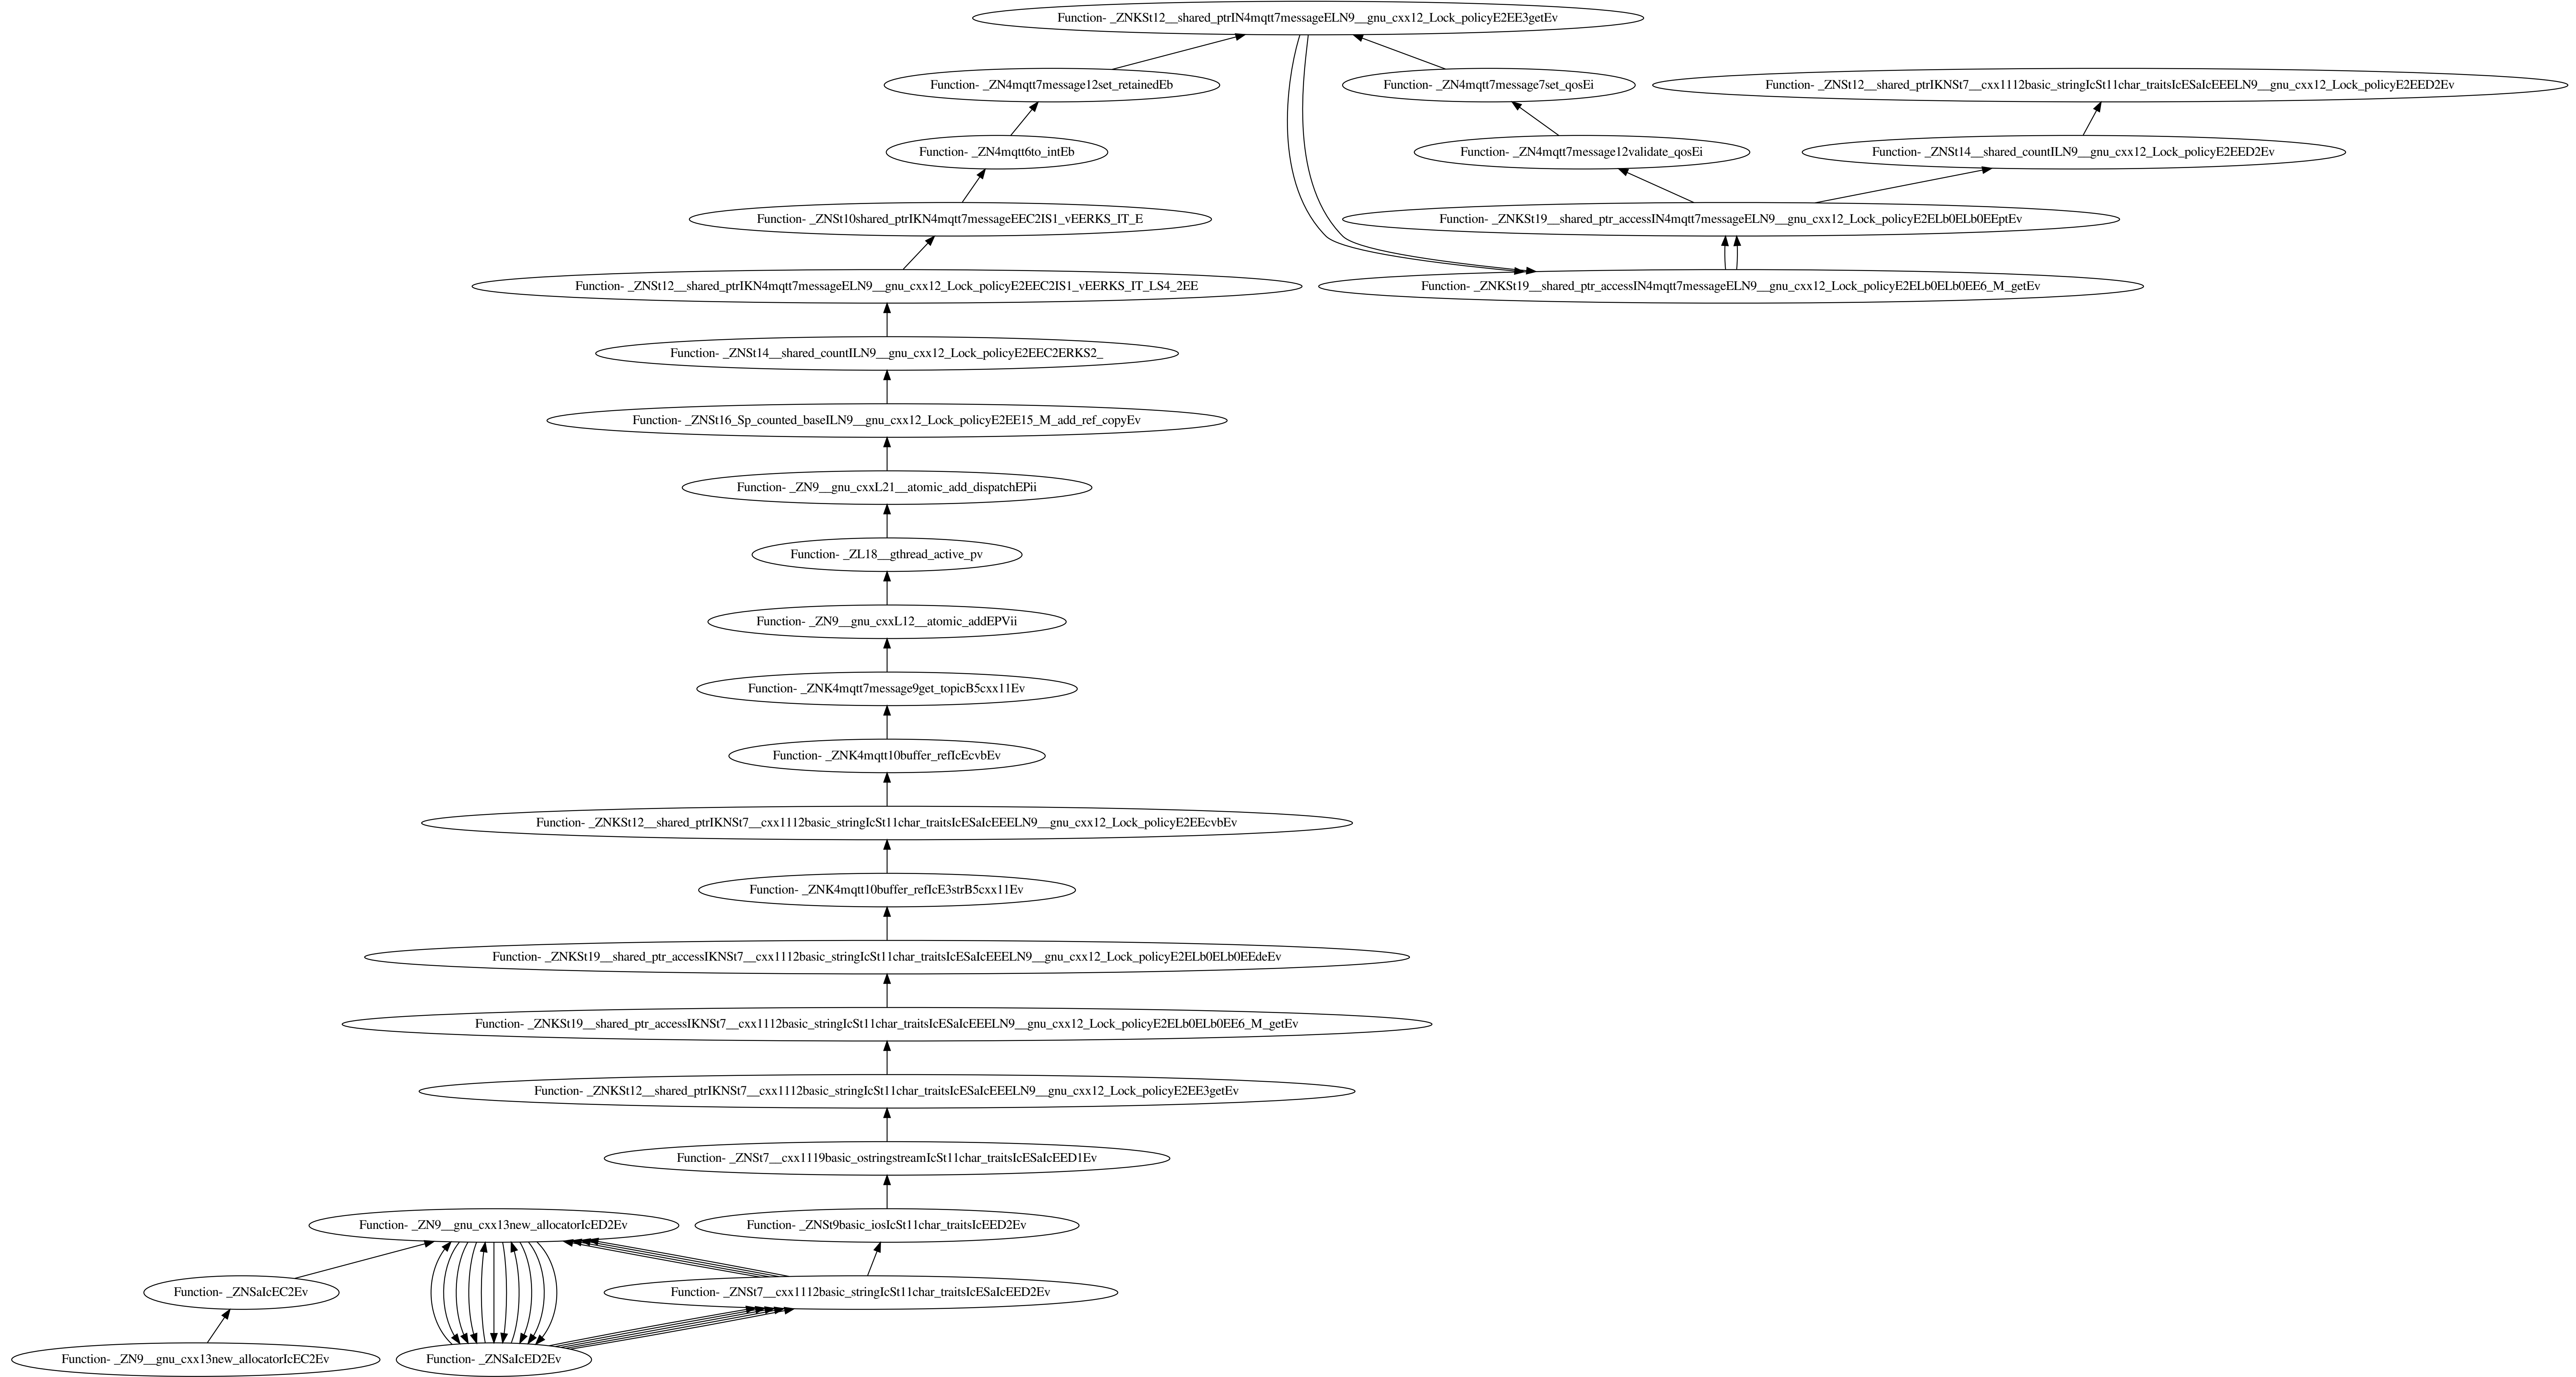 Function- _ZNKSt12__shared_ptrIN4mqtt7messageELN9__gnu_cxx12_Lock_policyE2EE3getEv
Function- _ZN4mqtt7message12set_retainedEb
Function- _ZN4mqtt7message7set_qosEi
Function- _ZNSt12__shared_ptrIKNSt7__cxx1112basic_stringIcSt11char_traitsIcESaIcEEELN9__gnu_cxx12_Lock_policyE2EED2Ev
Function- _ZN4mqtt6to_intEb
Function- _ZN4mqtt7message12validate_qosEi
Function- _ZNSt14__shared_countILN9__gnu_cxx12_Lock_policyE2EED2Ev
Function- _ZNSt10shared_ptrIKN4mqtt7messageEEC2IS1_vEERKS_IT_E
Function- _ZNKSt19__shared_ptr_accessIN4mqtt7messageELN9__gnu_cxx12_Lock_policyE2ELb0ELb0EEptEv
Function- _ZNSt12__shared_ptrIKN4mqtt7messageELN9__gnu_cxx12_Lock_policyE2EEC2IS1_vEERKS_IT_LS4_2EE
Function- _ZNKSt19__shared_ptr_accessIN4mqtt7messageELN9__gnu_cxx12_Lock_policyE2ELb0ELb0EE6_M_getEv
Function- _ZNSt14__shared_countILN9__gnu_cxx12_Lock_policyE2EEC2ERKS2_
Function- _ZNSt16_Sp_counted_baseILN9__gnu_cxx12_Lock_policyE2EE15_M_add_ref_copyEv
Function- _ZN9__gnu_cxxL21__atomic_add_dispatchEPii
Function- _ZL18__gthread_active_pv
Function- _ZN9__gnu_cxxL12__atomic_addEPVii
Function- _ZNK4mqtt7message9get_topicB5cxx11Ev
Function- _ZNK4mqtt10buffer_refIcEcvbEv
Function- _ZNKSt12__shared_ptrIKNSt7__cxx1112basic_stringIcSt11char_traitsIcESaIcEEELN9__gnu_cxx12_Lock_policyE2EEcvbEv
Function- _ZNK4mqtt10buffer_refIcE3strB5cxx11Ev
Function- _ZNKSt19__shared_ptr_accessIKNSt7__cxx1112basic_stringIcSt11char_traitsIcESaIcEEELN9__gnu_cxx12_Lock_policyE2ELb0ELb0EEdeEv
Function- _ZNKSt19__shared_ptr_accessIKNSt7__cxx1112basic_stringIcSt11char_traitsIcESaIcEEELN9__gnu_cxx12_Lock_policyE2ELb0ELb0EE6_M_getEv
Function- _ZNKSt12__shared_ptrIKNSt7__cxx1112basic_stringIcSt11char_traitsIcESaIcEEELN9__gnu_cxx12_Lock_policyE2EE3getEv
Function- _ZNSt7__cxx1119basic_ostringstreamIcSt11char_traitsIcESaIcEED1Ev
Function- _ZN9__gnu_cxx13new_allocatorIcED2Ev
Function- _ZNSt9basic_iosIcSt11char_traitsIcEED2Ev
Function- _ZNSaIcEC2Ev
Function- _ZNSt7__cxx1112basic_stringIcSt11char_traitsIcESaIcEED2Ev
Function- _ZN9__gnu_cxx13new_allocatorIcEC2Ev
Function- _ZNSaIcED2Ev